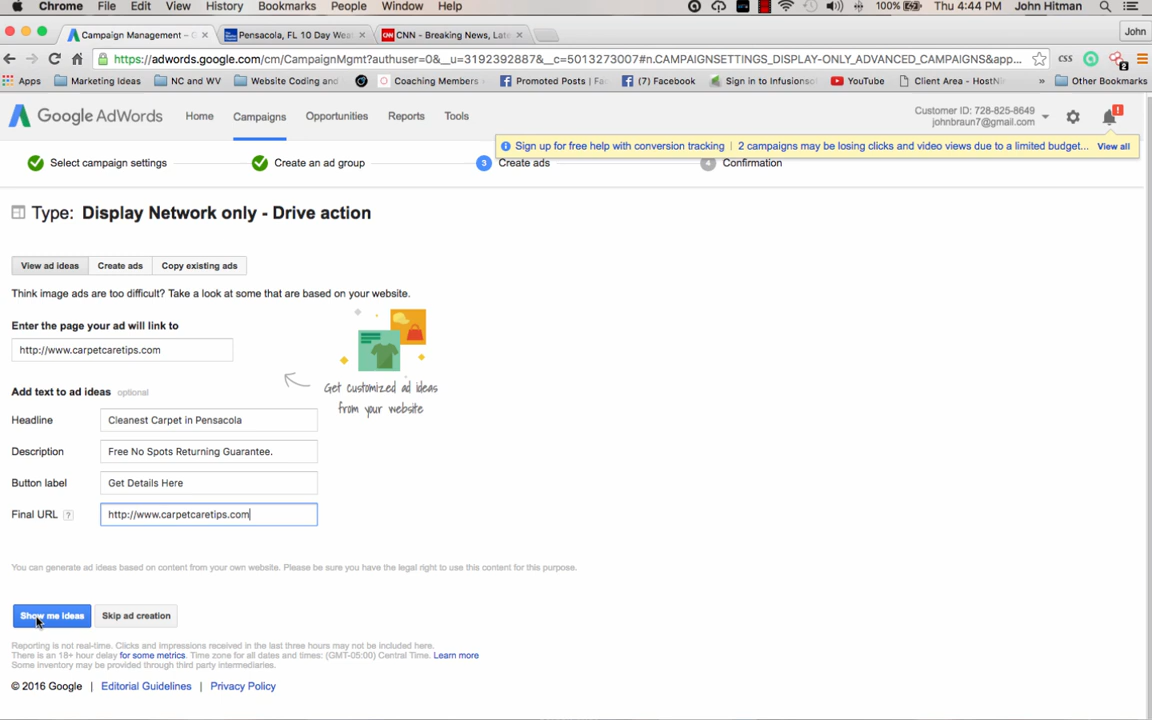 Chrome File Edit View History Bookmarks People Window Help 100% Thu 4:44 PM John Hitman
Campaign Management – Pensacola, FL 10 Day Wea CNN - Breaking News, Late John
https://adwords.google.com/cm/CampaignMgmt?authuser=0&__u=3192392887&__c=5013273007#n.CAMPAIGNSETTINGS_DISPLAY-ONLY_ADVANCED_CAMPAIGNS&app... CSS 2
Apps Marketing Ideas NC and WV Website Coding and Coaching Members Promoted Posts | Fa (7) Facebook Sign in to Infusionso YouTube Client Area - HostN » Other Bookmarks
Google AdWords Home Campaigns Opportunities Reports Tools Customer ID: 728-825-8649
johnbraun7@gmail.com !
Sign up for free help with conversion tracking | 2 campaigns may be losing clicks and video views due to a limited budget... View all
Select campaign settings Create an ad group 3 Create ads 4 Confirmation
Type: Display Network only - Drive action
View ad ideas Create ads Copy existing ads
Think image ads are too difficult? Take a look at some that are based on your website.
Enter the page your ad will link to
http://www.carpetcaretips.com
Get customized ad ideas
from your website
Add text to ad ideas optional
Headline Cleanest Carpet in Pensacola
Description Free No Spots Returning Guarantee.
Button label Get Details Here
Final URL ? http://www.carpetcaretips.com
You can generate ad ideas based on content from your own website. Please be sure you have the legal right to use this content for this purpose.
Show me ideas Skip ad creation
Reporting is not real-time. Clicks and impressions received in the last three hours may not be included here.
There is an 18+ hour delay for some metrics. Time zone for all dates and times: (GMT-05:00) Central Time. Learn more
Some inventory may be provided through third party intermediaries.
© 2016 Google | Editorial Guidelines | Privacy Policy